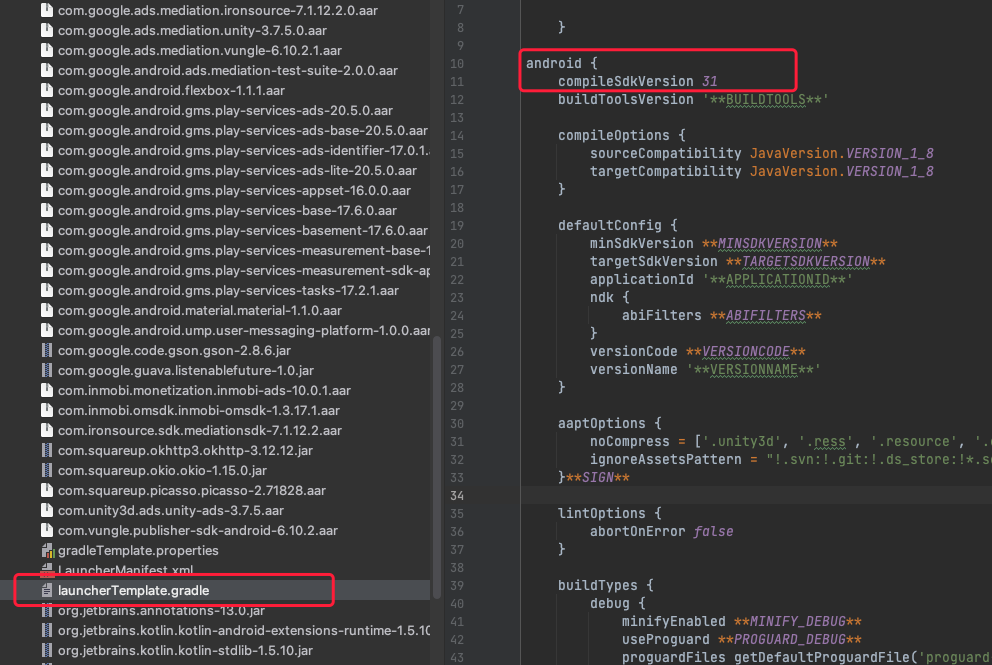 com.google.ads.mediation.ironsource-7.1.12.2.0.aar
com.google.ads.mediation.unity-3.7.5.0.aar
com.google.ads.mediation.vungle-6.10.2.1.aar
com.google.android.ads.mediation-test-suite-2.0.0.aar
com.google.android.flexbox-1.1.1.aar
com.google.android.gms.play-services-ads-20.5.0.aar
com.google.android.gms.play-services-ads-base-20.5.0.aar
com.google.android.gms.play-services-ads-identifier-17.0.1.
com.google.android.gms.play-services-ads-lite-20.5.0.aar
com.google.android.gms.play-services-appset-16.0.0.aar
com.google.android.gms.play-services-base-17.6.0.aar
com.google.android.gms.play-services-basement-17.6.0.aar
com.google.android.gms.play-services-measurement-base-1
com.google.android.gms.play-services-measurement-sdk-ap
com.google.android.gms.play-services-tasks-17.2.1.aar
com.google.android.material.material-1.1.0.aar
com.google.android.ump.user-messaging-platform-1.0.0.aar
com.google.code.gson.gson-2.8.6.jar
com.google.guava.listenablefuture-1.0.jar
com.inmobi.monetization.inmobi-ads-10.0.1.aar
com.inmobi.omsdk.inmobi-omsdk-1.3.17.1.aar
com.ironsource.sdk.mediationsdk-7.1.12.2.aar
com.squareup.okhttp3.okhttp-3.12.12.jar
com.squareup.okio.okio-1.15.0.jar
com.squareup.picasso.picasso-2.71828.aar
com.unity3d.ads.unity-ads-3.7.5.aar
com.vungle.publisher-sdk-android-6.10.2.aar
gradleTemplate.properties
LauncherManifest.xml
launcherTemplate.gradle
org.jetbrains.annotations-13.0.jar
org.jetbrains.kotlin.kotlin-android-extensions-runtime-1.5.10
org.jetbrains.kotlin.kotlin-stdlib-1.5.10.jar
7
8 }
9
10 android {
11 compileSdkVersion 31
12 buildToolsVersion '**BUILDTOOLS**'
13
14 compileOptions {
15 sourceCompatibility JavaVersion.VERSION_1_8
16 targetCompatibility JavaVersion.VERSION_1_8
17 }
18
19 defaultConfig {
20 minSdkVersion **MINSDKVERSION**
21 targetSdkVersion **TARGETSDKVERSION**
22 applicationId '**APPLICATIONID**'
23 ndk {
24 abiFilters **ABIFILTERS**
25 }
26 versionCode **VERSIONCODE**
27 versionName '**VERSIONNAME**'
28 }
29
30 aaptOptions {
31 noCompress = ['.unity3d', '.ress', '.resource', '.
32 ignoreAssetsPattern = "!.svn:!.git:!.ds_store:!*.s
33 }**SIGN**
34
35 lintOptions {
36 abortOnError false
37 }
38
39 buildTypes {
40 debug {
41 minifyEnabled **MINIFY_DEBUG**
42 useProguard **PROGUARD_DEBUG**
43 proguardFiles getDefaultProguardFile('proguard